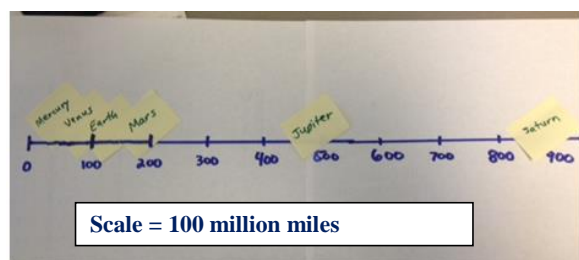 Mercury
Venus
Earth
Mars
Jupiter
Saturn
0 100 200 300 400 500 600 700 800 900
Scale = 100 million miles